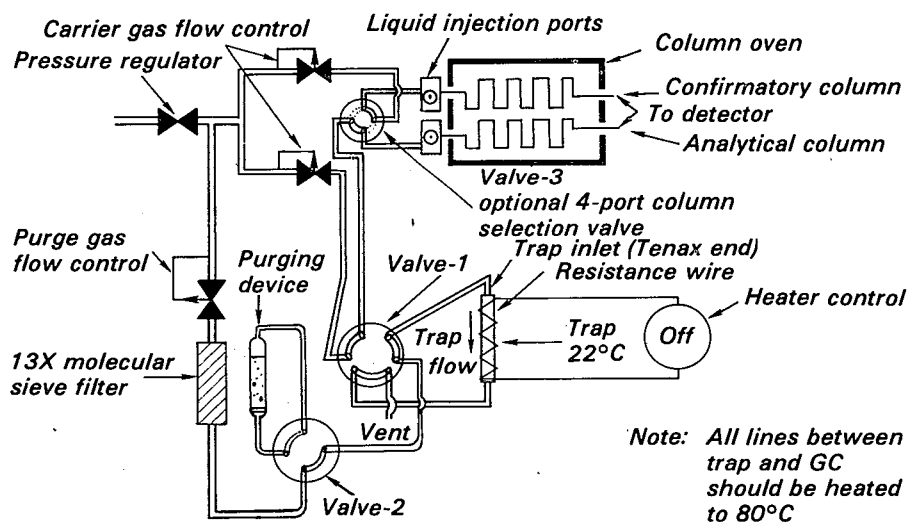 Carrier gas flow control
Pressure regulator
Liquid injection ports
Column oven
Confirmatory column
To detector
Analytical column
Valve-3
optional 4-port column
selection valve
Purge gas
flow control
Purging
device
Valve-1
Trap inlet (Tenax end)
Resistance wire
Heater control
Trap
flow
Trap
22°C
Off
13X molecular
sieve filter
Vent
Valve-2
Note: All lines between
trap and GC
should be heated
to 80°C